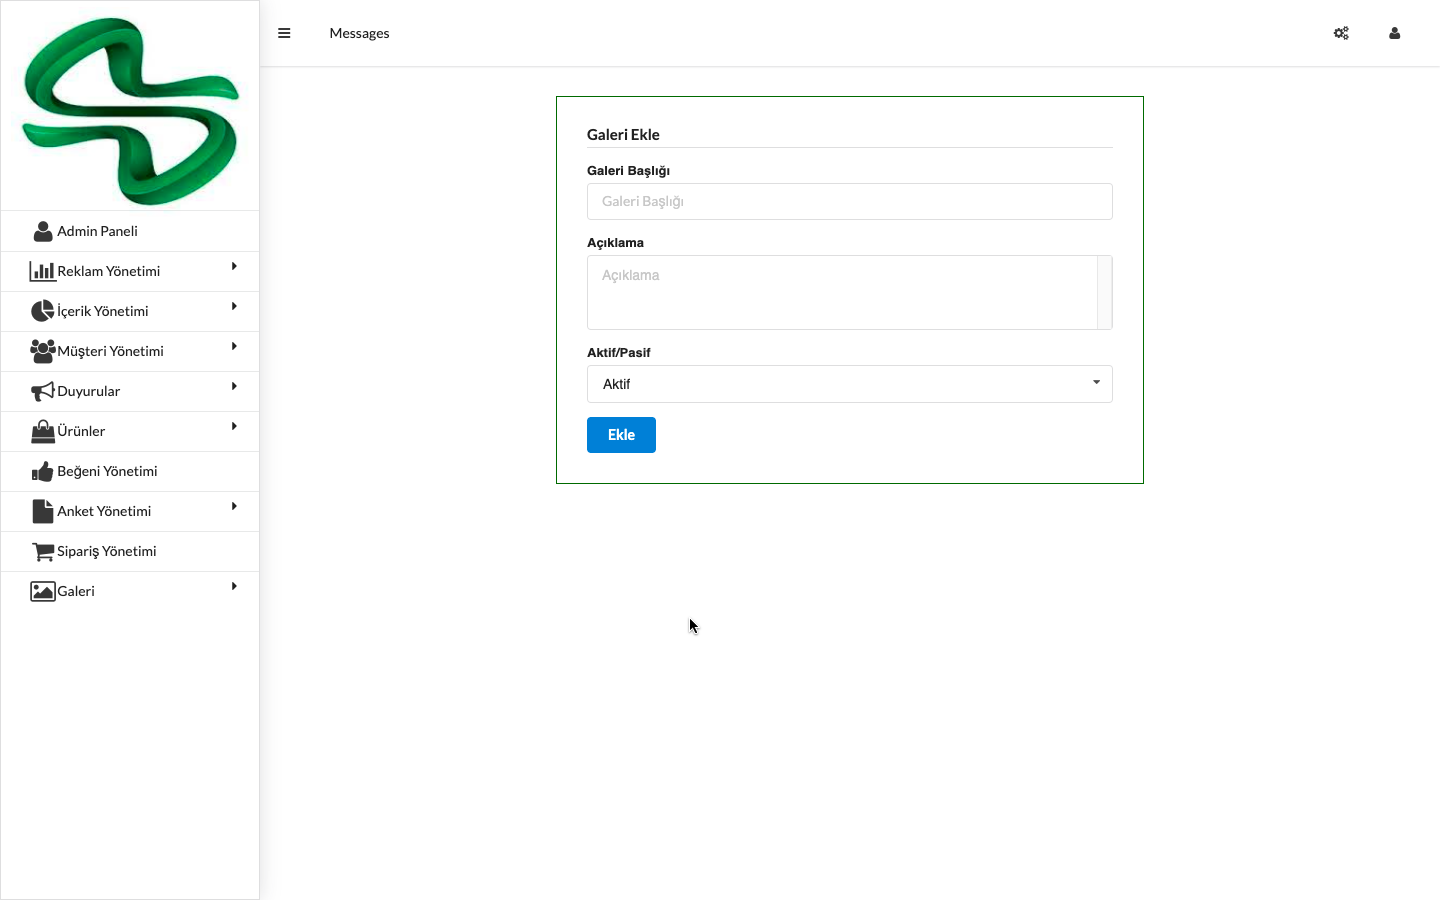 Messages
Admin Paneli
Reklam Yönetimi
İçerik Yönetimi
Müşteri Yönetimi
Duyurular
Ürünler
Beğeni Yönetimi
Anket Yönetimi
Sipariş Yönetimi
Galeri
Galeri Ekle
Galeri Başlığı
Galeri Başlığı
Açıklama
Açıklama
Aktif/Pasif
Aktif
Ekle